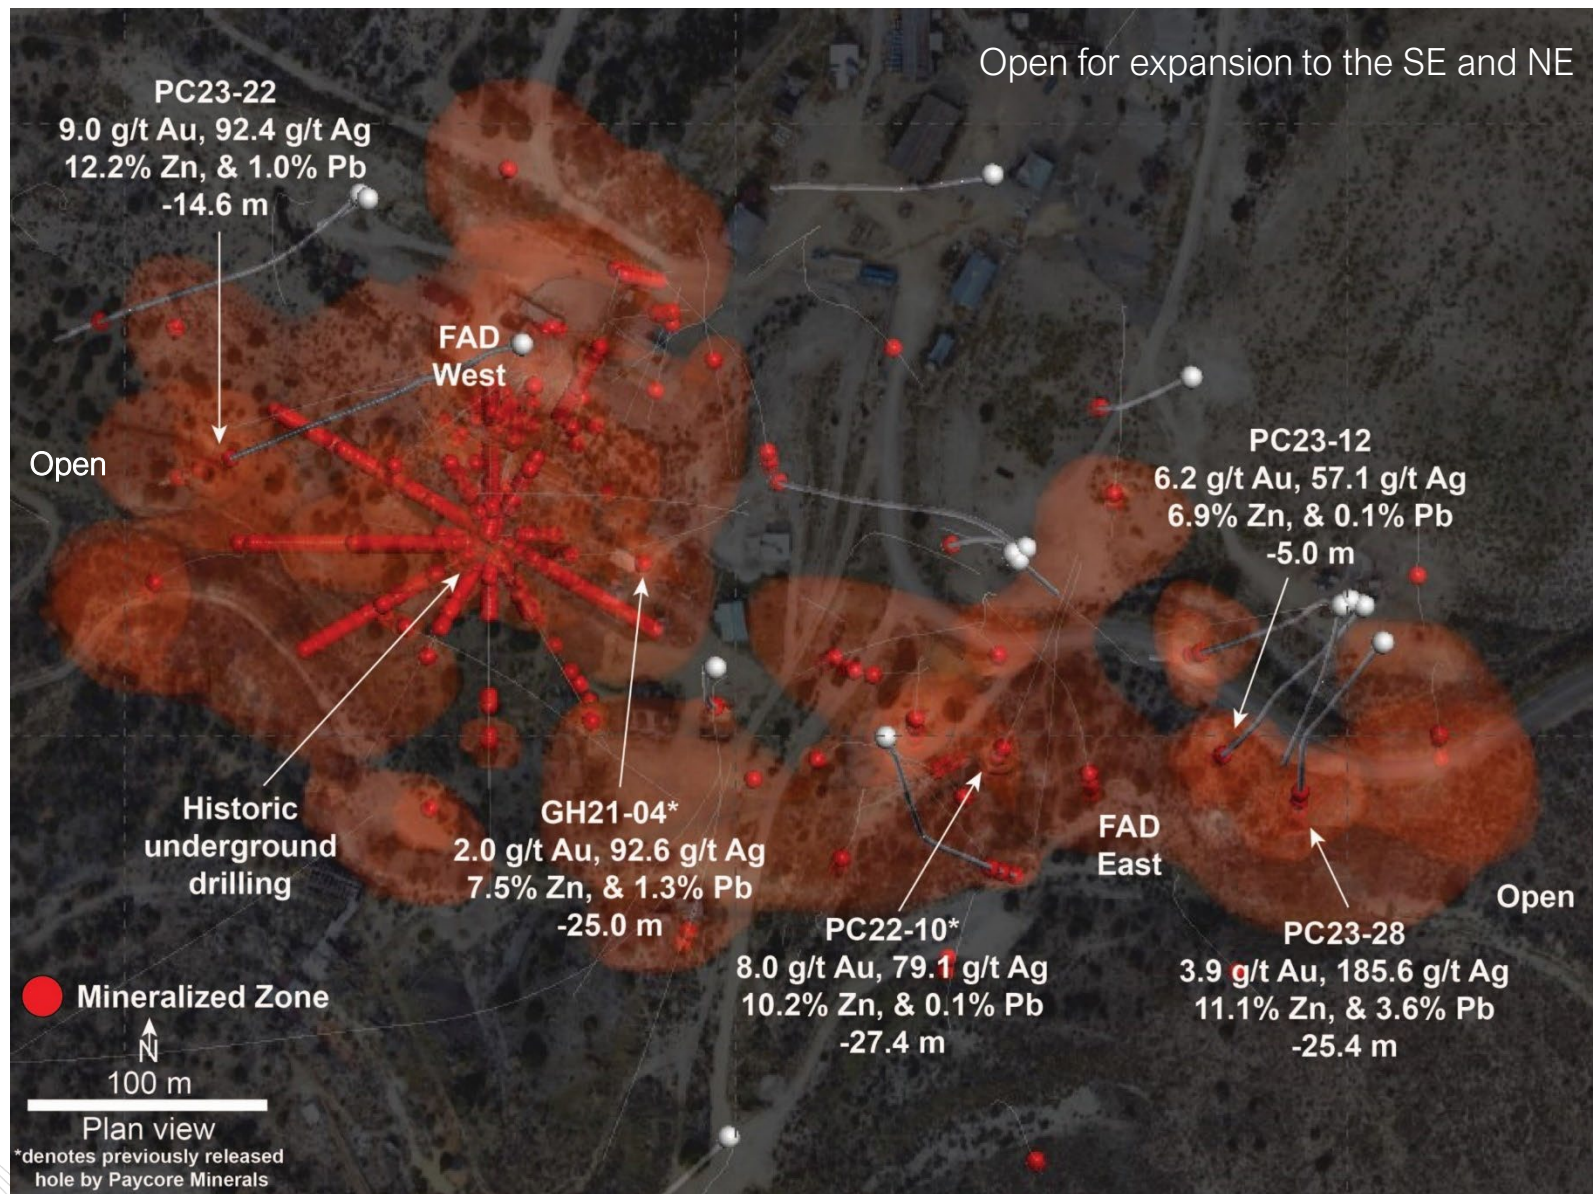 Open for expansion to the SE and NE
PC23-22
9.0 g/t Au, 92.4 g/t Ag
12.2% Zn, & 1.0% Pb
-14.6 m
FAD
West
Open
PC23-12
6.2 g/t Au, 57.1 g/t Ag
6.9% Zn, & 0.1% Pb
-5.0 m
Historic
underground
drilling
GH21-04*
2.0 g/t Au, 92.6 g/t Ag
7.5% Zn, & 1.3% Pb
-25.0 m
FAD
East
Open
PC22-10*
8.0 g/t Au, 79.1 g/t Ag
10.2% Zn, & 0.1% Pb
-27.4 m
PC23-28
3.9 g/t Au, 185.6 g/t Ag
11.1% Zn, & 3.6% Pb
-25.4 m
Mineralized Zone
N
100 m
Plan view
*denotes previously released
hole by Paycore Minerals